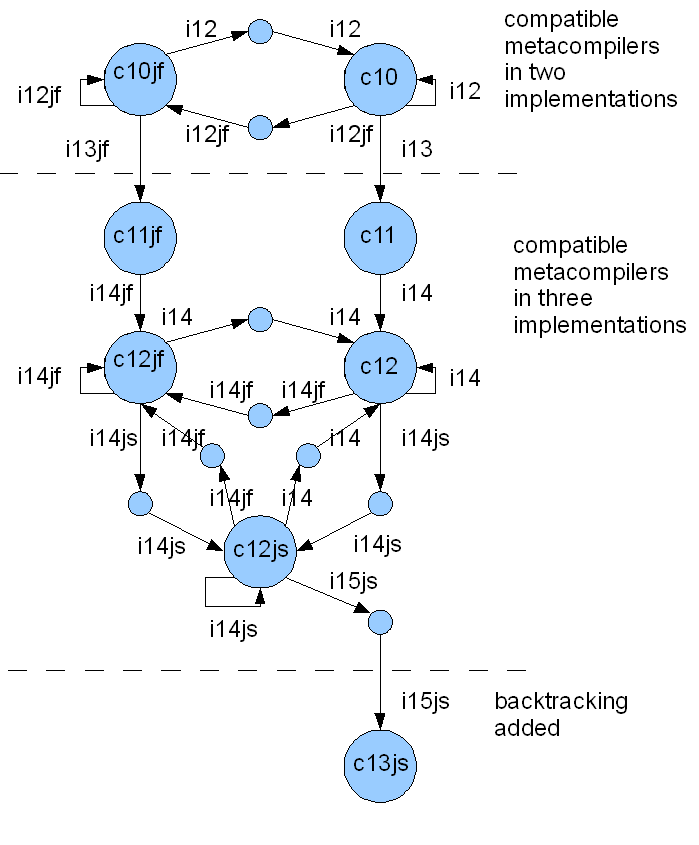 i12
i12
compatible
metacompilers
in two
implementations
c10jf
c10
i12jf
i12
i12jf
i12jf
i13jf
i13
c11jf
c11
compatible
metacompilers
in three
implementations
i14jf
i14
i14
i14
c12jf
c12
i14jf
i14
i14jf
i14jf
i14js
i14jf
i14
i14js
i14jf
i14
i14js
i14js
c12js
i15js
i14js
i15js
backtracking
added
c13js